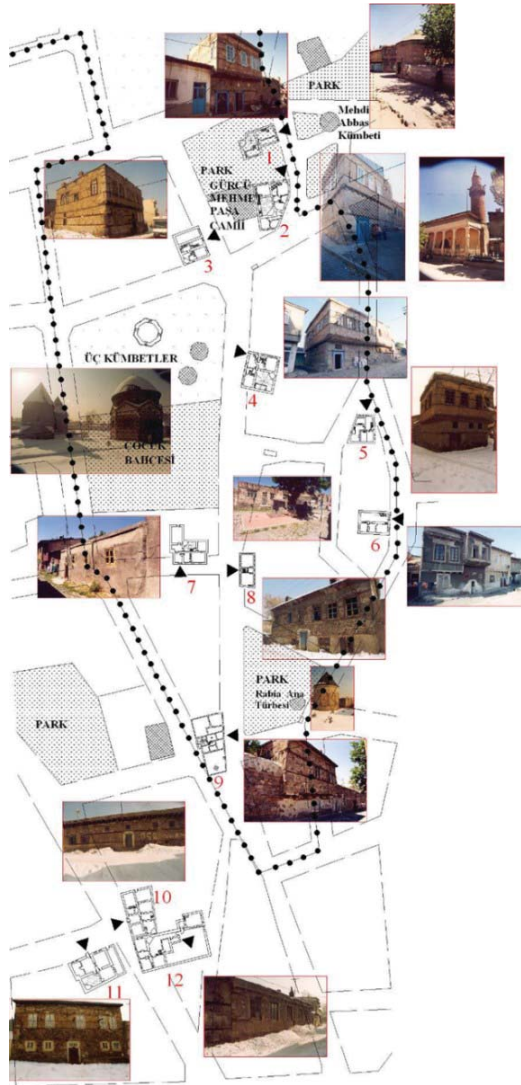 PARK
Mehdi
Abbas
Kümbeti
1
PARK
GÜRCÜ
MEHMET
PAŞA
CAMİİ
2
3
ÜÇ KÜMBETLER
4
ÇOCUK
BAHÇESİ
5
6
7
8
PARK
Rabia Ana
Türbesi
PARK
9
10
11
12